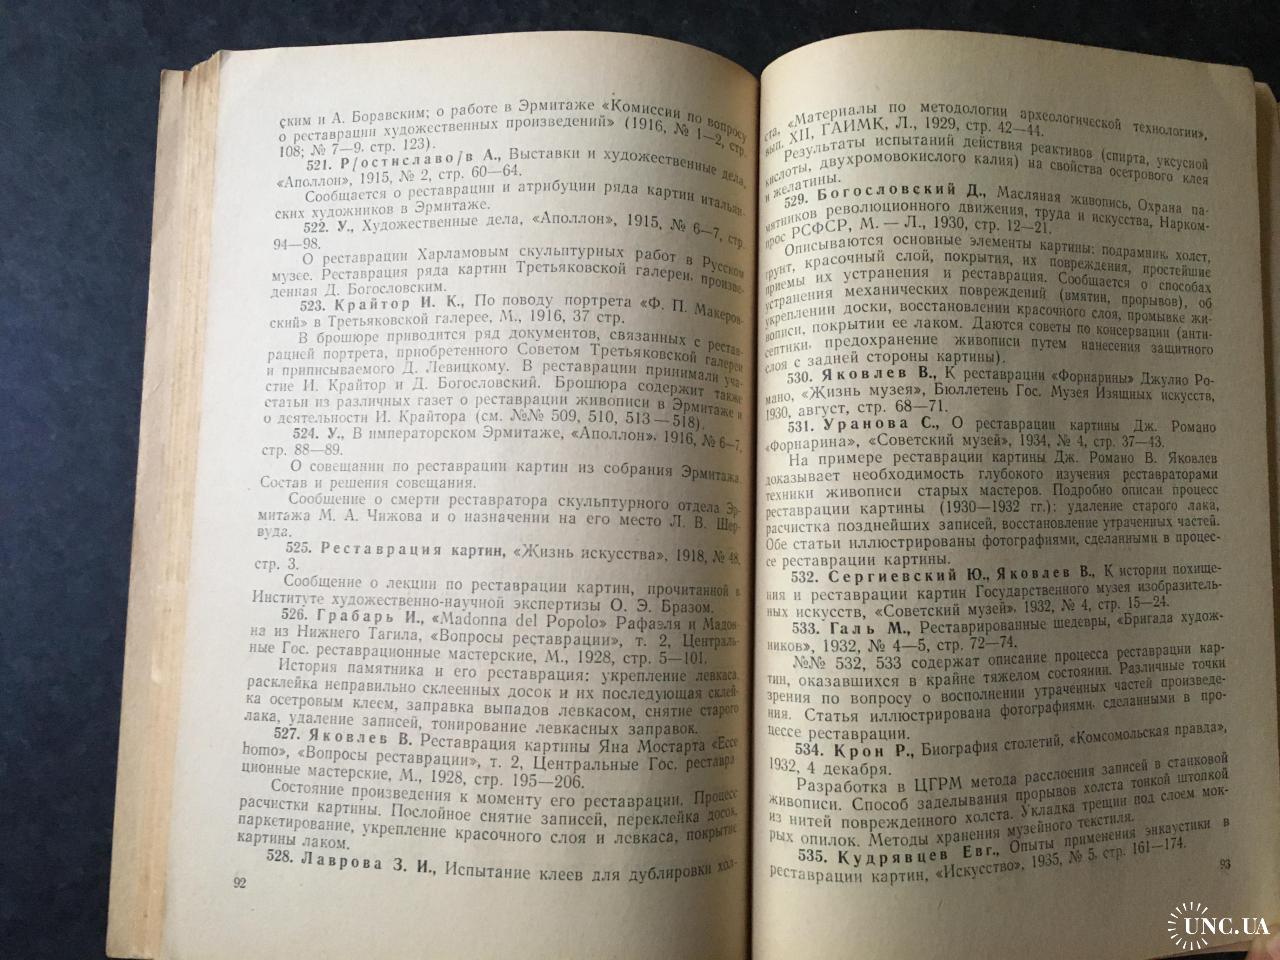 ским и А. Боравским; о работе в Эрмитаже «Комиссии по вопросу
о реставрации художественных произведений» (1916, № 1—2, стр.
108; № 7—9, стр. 123).
521. Р/остиславо/в А., Выставки и художественные дела,
«Аполлон», 1915, № 2, стр. 60—64.
Сообщается о реставрации и атрибуции ряда картин итальян-
ских художников в Эрмитаже.
522. У., Художественные дела, «Аполлон», 1915, № 6—7, стр.
94—98.
О реставрации Харламовым скульптурных работ в Русском
музее. Реставрация ряда картин Третьяковской галереи, произве-
денная Д. Богословским.
523. Крайтор И. К., По поводу портрета «Ф. П. Макеров-
ский» в Третьяковской галерее, М., 1916, 37 стр.
В брошюре приводится ряд документов, связанных с рестав-
рацией портрета, приобретенного Советом Третьяковской галереи
и приписываемого Д. Левицкому. В реставрации принимали уча-
стие И. Крайтор и Д. Богословский. Брошюра содержит также
статьи из различных газет о реставрации живописи в Эрмитаже и
о деятельности И. Крайтора (см. №№ 509, 510, 513—518).
524. У., В императорском Эрмитаже, «Аполлон», 1916, № 6—7,
стр. 88—89.
О совещании по реставрации картин из собрания Эрмитажа.
Состав и решения совещания.
Сообщение о смерти реставратора скульптурного отдела Эр-
митажа М. А. Чижова и о назначении на его место Л. В. Шер-
вуда.
525. Реставрация картин, «Жизнь искусства», 1918, № 48,
стр. 3.
Сообщение о лекции по реставрации картин, прочитанной в
Институте художественно-научной экспертизы О. Э. Бразом.
526. Грабарь И., «Madonna del Popolo» Рафаэля и Мадон-
на из Нижнего Тагила, «Вопросы реставрации», т. 2, Централь-
ные Гос. реставрационные мастерские, М., 1928, стр. 5—101.
История памятника и его реставрация: укрепление левкаса,
расклейка неправильно склеенных досок и их последующая склей-
ка осетровым клеем, заправка выпадов левкасом, снятие старого
лака, удаление записей, тонирование левкасных заправок.
527. Яковлев В. Реставрация картины Яна Мостарта «Ecce
homo», «Вопросы реставрации», т. 2, Центральные Гос. реставра
ционные мастерские, М., 1928, стр. 195—206.
Состояние произведения к моменту его реставрации. Процесс
расчистки картины. Послойное снятие записей, переклейка досок,
паркетирование, укрепление красочного слоя и левкаса, покрытие
картины лаком.
528. Лаврова З. И., Испытание клеев для дублировки хол-
92
ста, «Материалы по методологии археологической технологии»,
вып. XII, ГАИМК, Л., 1929, стр. 42—44.
Результаты испытаний действия реактивов (спирта, уксусной
кислоты, двухромовокислого калия) на свойства осетрового клея
и желатины.
529. Богословский Д., Масляная живопись, Охрана па-
мятников революционного движения, труда и искусства, Нарком-
прос РСФСР, М.—Л., 1930, стр. 12—21.
Описываются основные элементы картины: подрамник, холст,
грунт, красочный слой, покрытия, их повреждения, простейшие
приемы их устранения и реставрация. Сообщается о способах
устранения механических повреждений (вмятин, прорывов), об
укреплении доски, восстановлении красочного слоя, промывке жи-
вописи, покрытии ее лаком. Даются советы по консервации (анти-
септики, предохранение живописи путем нанесения защитного
слоя с задней стороны картины).
530. Яковлев В., К реставрации «Форнарины» Джулио Ро-
мано, «Жизнь музея», Бюллетень Гос. Музея Изящных искусств,
1930, август, стр. 68—71.
531. Уранова С., О реставрации картины Дж. Романо
«Форнарина», «Советский музей», 1934, № 4, стр. 37—43.
На примере реставрации картины Дж. Романо В. Яковлев
доказывает необходимость глубокого изучения реставраторами
техники живописи старых мастеров. Подробно описан процесс
реставрации картины (1930—1932 гг.): удаление старого лака,
расчистка позднейших записей, восстановление утраченных частей.
Обе статьи иллюстрированы фотографиями, сделанными в процес-
се реставрации картины.
532. Сергиевский Ю., Яковлев В., К истории похище-
ния и реставрации картин Государственного музея изобразитель-
ных искусств, «Советский музей», 1932, № 4, стр. 15—24.
533. Галь М., Реставрированные шедевры, «Бригада худож-
ников», 1932, № 4—5, стр. 72—74.
№№ 532, 533 содержат описание процесса реставрации кар-
тин, оказавшихся в крайне тяжелом состоянии. Различные точки
зрения по вопросу о восполнении утраченных частей произведе-
ния. Статья иллюстрирована фотографиями, сделанными в про-
цессе реставрации.
534. Крон Р., Биография столетий, «Комсомольская правда»,
1932, 4 декабря.
Разработка в ЦГРМ метода расслоения записей в станковой
живописи. Способ заделывания прорывов холста тонкой штопкой
из нитей поврежденного холста. Укладка трещин под слоем мок-
рых опилок. Методы хранения музейного текстиля.
535. Кудрявцев Евг., Опыты применения энкаустики в
реставрации картин, «Искусство», 1935, № 5, стр. 161—174.
93
UNC.UA